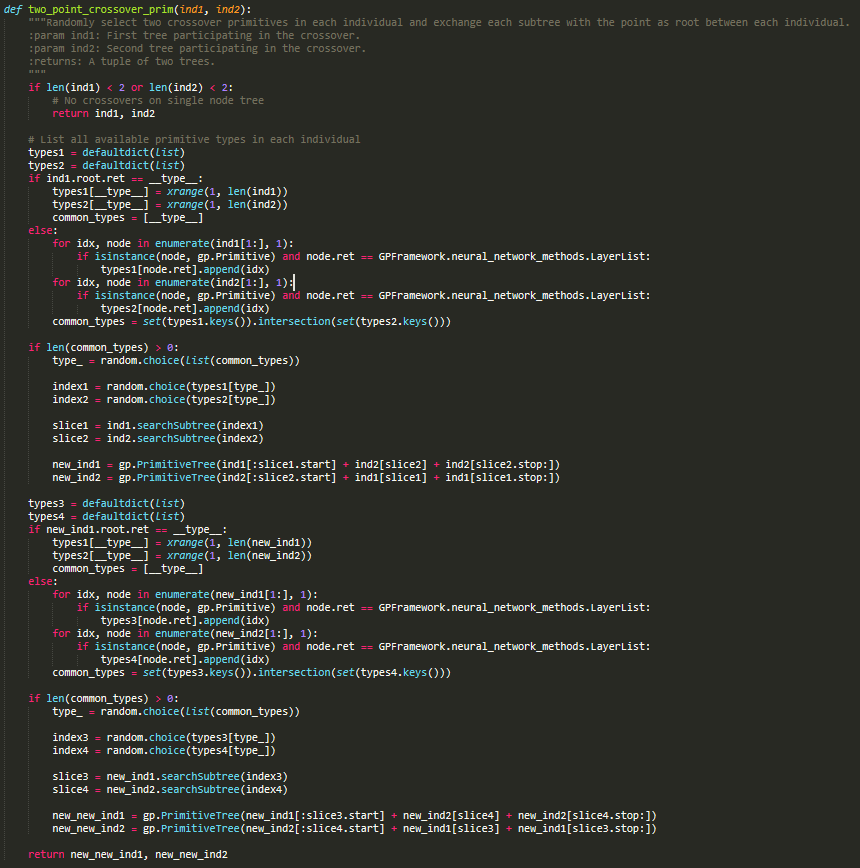 def two_point_crossover_prim(ind1, ind2):
    """Randomly select two crossover primitives in each individual and exchange each subtree with the point as root between each individual.
    :param ind1: First tree participating in the crossover.
    :param ind2: Second tree participating in the crossover.
    :returns: A tuple of two trees.
    """
    if len(ind1) < 2 or len(ind2) < 2:
        # No crossovers on single node tree
        return ind1, ind2
    # List all available primitive types in each individual
    types1 = defaultdict(list)
    types2 = defaultdict(list)
    if ind1.root.ret == __type__:
        types1[__type__] = xrange(1, len(ind1))
        types2[__type__] = xrange(1, len(ind2))
        common_types = [__type__]
    else:
        for idx, node in enumerate(ind1[1:], 1):
            if isinstance(node, gp.Primitive) and node.ret == GPFramework.neural_network_methods.LayerList:
                types1[node.ret].append(idx)
        for idx, node in enumerate(ind2[1:], 1):
            if isinstance(node, gp.Primitive) and node.ret == GPFramework.neural_network_methods.LayerList:
                types2[node.ret].append(idx)
        common_types = set(types1.keys()).intersection(set(types2.keys()))
    if len(common_types) > 0:
        type_ = random.choice(list(common_types))
        index1 = random.choice(types1[type_])
        index2 = random.choice(types2[type_])
        slice1 = ind1.searchSubtree(index1)
        slice2 = ind2.searchSubtree(index2)
        new_ind1 = gp.PrimitiveTree(ind1[:slice1.start] + ind2[slice2] + ind2[slice2.stop:])
        new_ind2 = gp.PrimitiveTree(ind2[:slice2.start] + ind1[slice1] + ind1[slice1.stop:])
    types3 = defaultdict(list)
    types4 = defaultdict(list)
    if new_ind1.root.ret == __type__:
        types1[__type__] = xrange(1, len(new_ind1))
        types2[__type__] = xrange(1, len(new_ind2))
        common_types = [__type__]
    else:
        for idx, node in enumerate(new_ind1[1:], 1):
            if isinstance(node, gp.Primitive) and node.ret == GPFramework.neural_network_methods.LayerList:
                types3[node.ret].append(idx)
        for idx, node in enumerate(new_ind2[1:], 1):
            if isinstance(node, gp.Primitive) and node.ret == GPFramework.neural_network_methods.LayerList:
                types4[node.ret].append(idx)
        common_types = set(types3.keys()).intersection(set(types4.keys()))
    if len(common_types) > 0:
        type_ = random.choice(list(common_types))
        index3 = random.choice(types3[type_])
        index4 = random.choice(types4[type_])
        slice3 = new_ind1.searchSubtree(index3)
        slice4 = new_ind2.searchSubtree(index4)
        new_new_ind1 = gp.PrimitiveTree(new_ind1[:slice3.start] + new_ind2[slice4] + new_ind2[slice4.stop:])
        new_new_ind2 = gp.PrimitiveTree(new_ind2[:slice4.start] + new_ind1[slice3] + new_ind1[slice3.stop:])
    return new_new_ind1, new_new_ind2